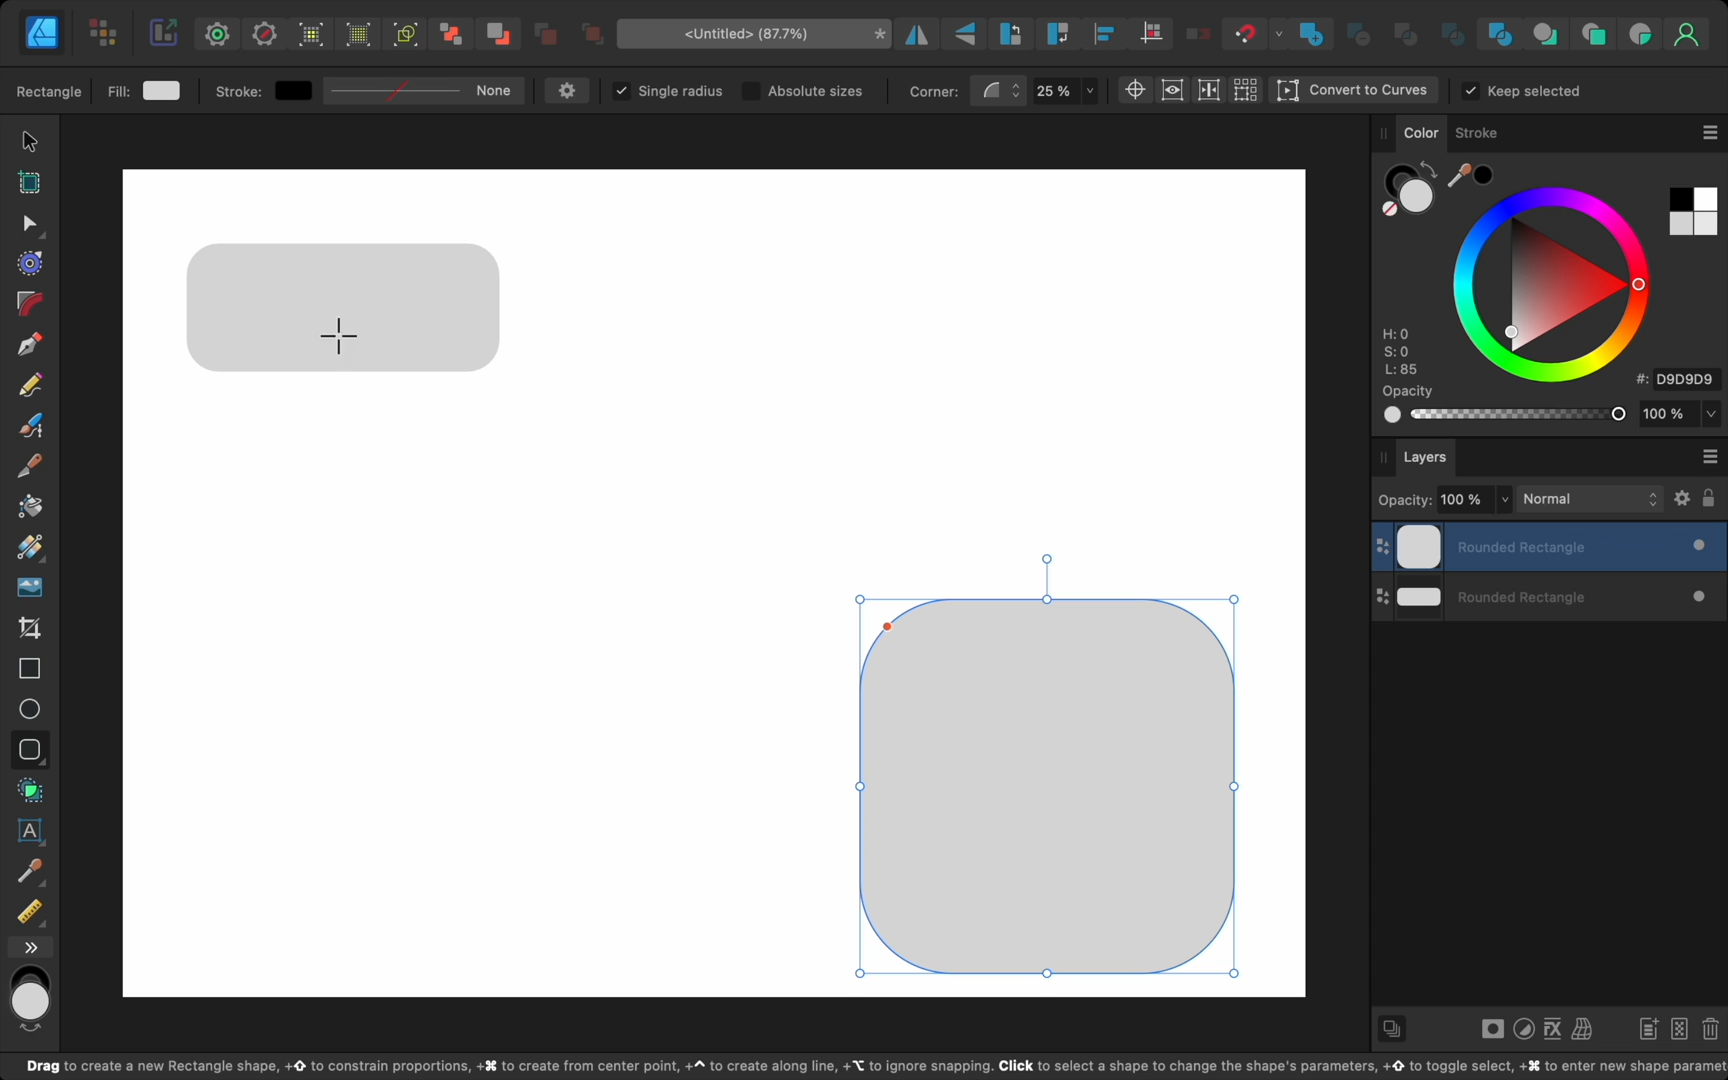 <Untitled> (87.7%) *
Rectangle Fill: Stroke: None Single radius Absolute sizes Corner: 25 % Convert to Curves Keep selected
Color Stroke
H: 0
S: 0
L: 85
#: D9D9D9
Opacity
100 %
Layers
Opacity: 100 % Normal
Rounded Rectangle
Rounded Rectangle
A
FX
Drag to create a new Rectangle shape, +⇧ to constrain proportions, +⌘ to create from center point, +⌃ to create along line, +⌥ to ignore snapping. Click to select a shape to change the shape's parameters, +⇧ to toggle select, +⌘ to enter new shape paramet